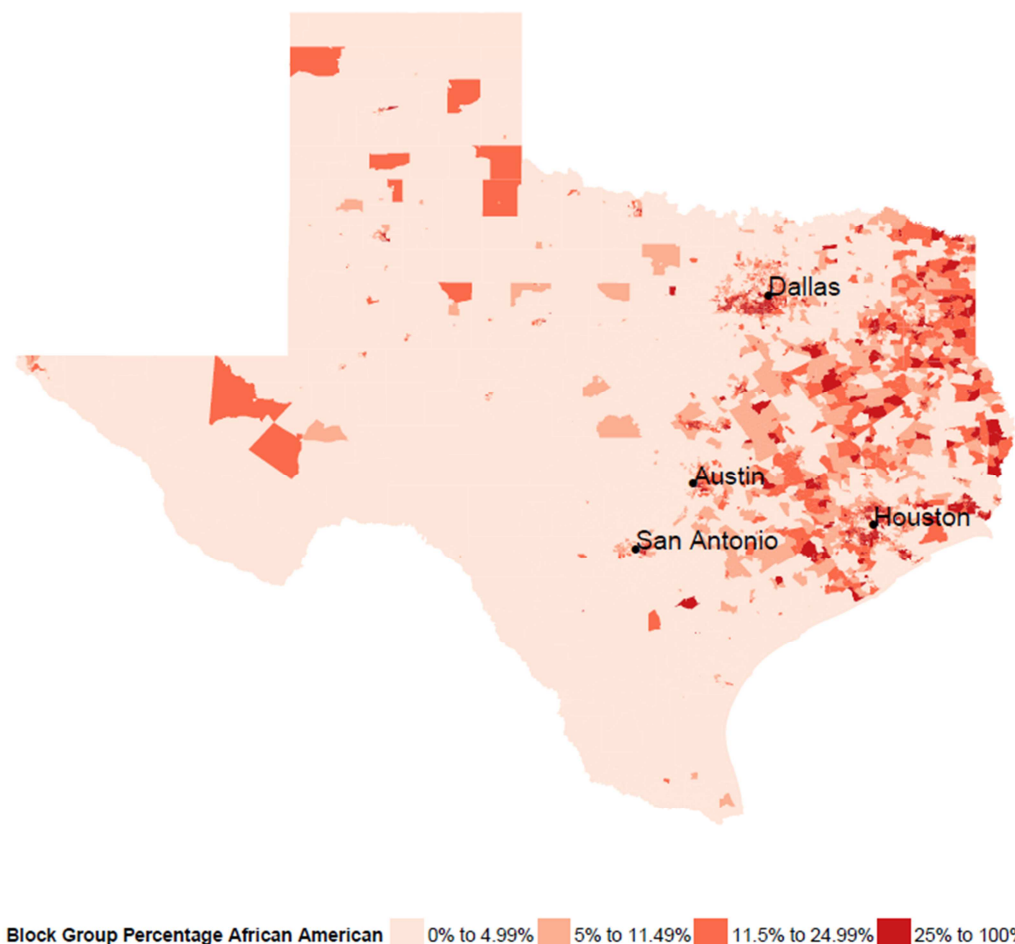 Dallas
Austin
Houston
San Antonio
Block Group Percentage African American 0% to 4.99% 5% to 11.49% 11.5% to 24.99% 25% to 100%